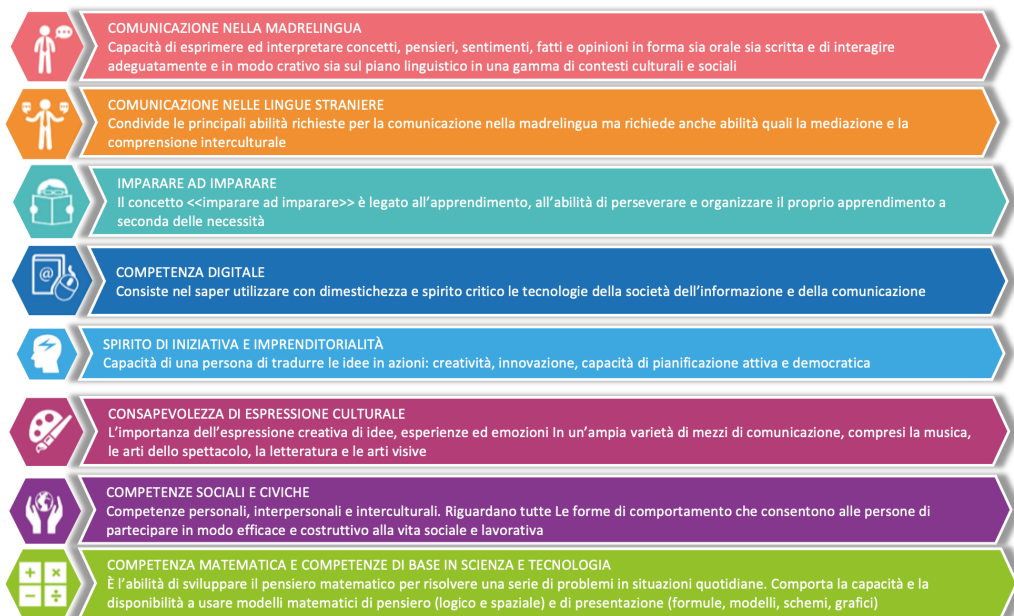 COMUNICAZIONE NELLA MADRELINGUA
Capacità di esprimere ed interpretare concetti, pensieri, sentimenti, fatti e opinioni in forma sia orale sia scritta e di interagire
adeguatamente e in modo crativo sia sul piano linguistico in una gamma di contesti culturali e sociali
COMUNICAZIONE NELLE LINGUE STRANIERE
Condivide le principali abilità richieste per la comunicazione nella madrelingua ma richiede anche abilità quali la mediazione e la
comprensione interculturale
IMPARARE AD IMPARARE
Il concetto <<imparare ad imparare>> è legato all'apprendimento, all'abilità di perseverare e organizzare il proprio apprendimento a
seconda delle necessità
@
COMPETENZA DIGITALE
Consiste nel saper utilizzare con dimestichezza e spirito critico le tecnologie della società dell'informazione e della comunicazione
SPIRITO DI INIZIATIVA E IMPRENDITORIALITÀ
Capacità di una persona di tradurre le idee in azioni: creatività, innovazione, capacità di pianificazione attiva e democratica
CONSAPEVOLEZZA DI ESPRESSIONE CULTURALE
L'importanza dell'espressione creativa di idee, esperienze ed emozioni In un'ampia varietà di mezzi di comunicazione, compresi la musica,
le arti dello spettacolo, la letteratura e le arti visive
COMPETENZE SOCIALI E CIVICHE
Competenze personali, interpersonali e interculturali. Riguardano tutte Le forme di comportamento che consentono alle persone di
partecipare in modo efficace e costruttivo alla vita sociale e lavorativa
COMPETENZA MATEMATICA E COMPETENZE DI BASE IN SCIENZA E TECNOLOGIA
È l'abilità di sviluppare il pensiero matematico per risolvere una serie di problemi in situazioni quotidiane. Comporta la capacità e la
disponibilità a usare modelli matematici di pensiero (logico e spaziale) e di presentazione (formule, modelli, schemi, grafici)